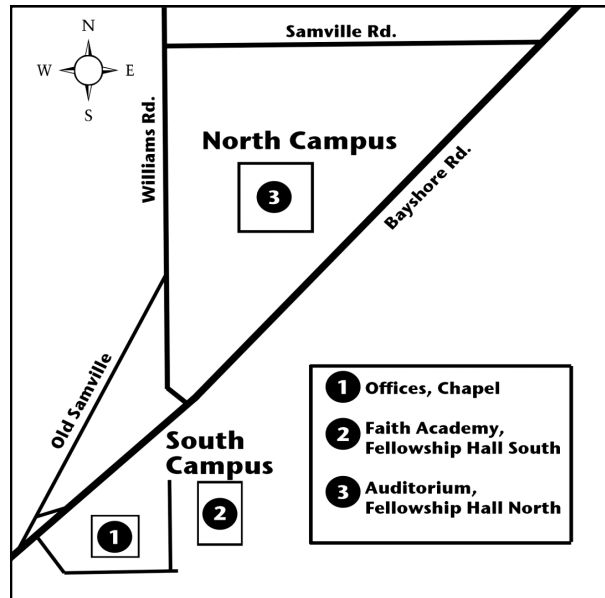 Samville Rd.
N
W
E
S
Williams Rd.
North Campus
3
Bayshore Rd.
Old Samville
South
Campus
1
2
1 Offices, Chapel
2 Faith Academy,
Fellowship Hall South
3 Auditorium,
Fellowship Hall North